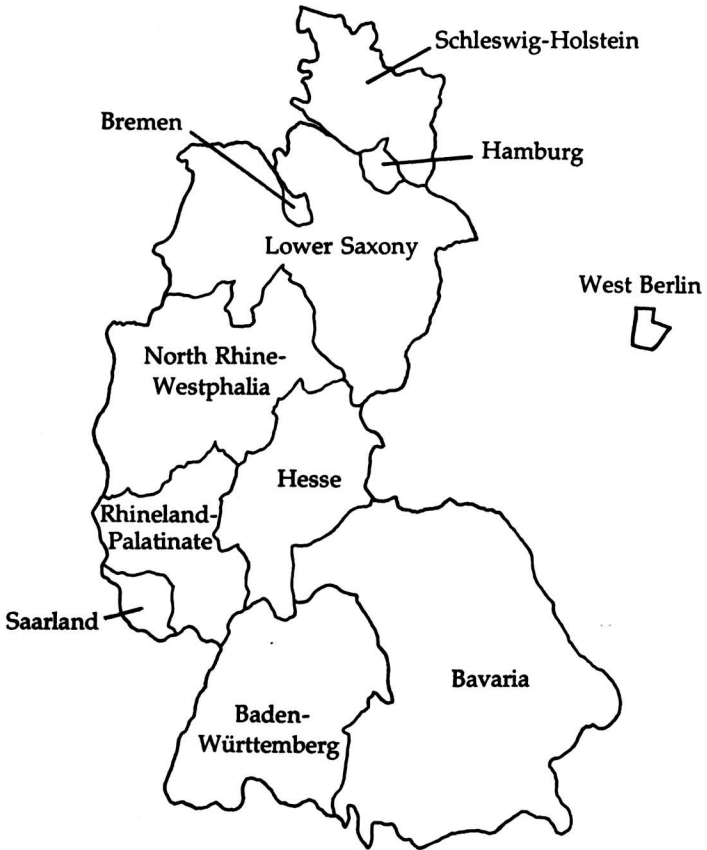 Schleswig-Holstein
Bremen
Hamburg
Lower Saxony
West Berlin
North Rhine-
Westphalia
Hesse
Rhineland-
Palatinate
Saarland
Bavaria
Baden-
Württemberg